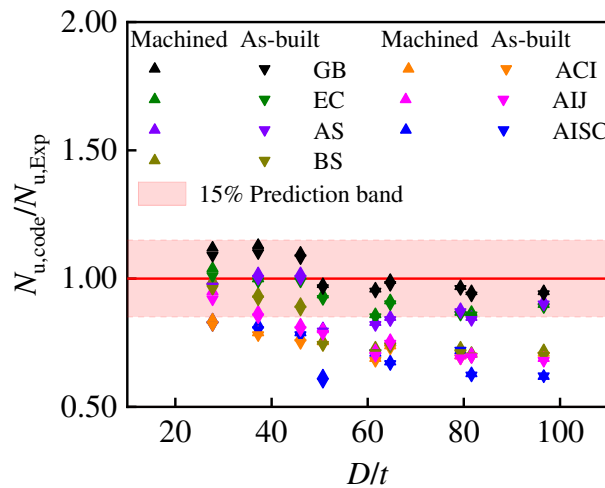 2.00
Machined As-built Machined As-built
GB ACI
EC AIJ
AS AISC
BS
1.50
15% Prediction band
1.00
0.50
N_u,code/N_u,Exp
20 40 60 80 100
D/t